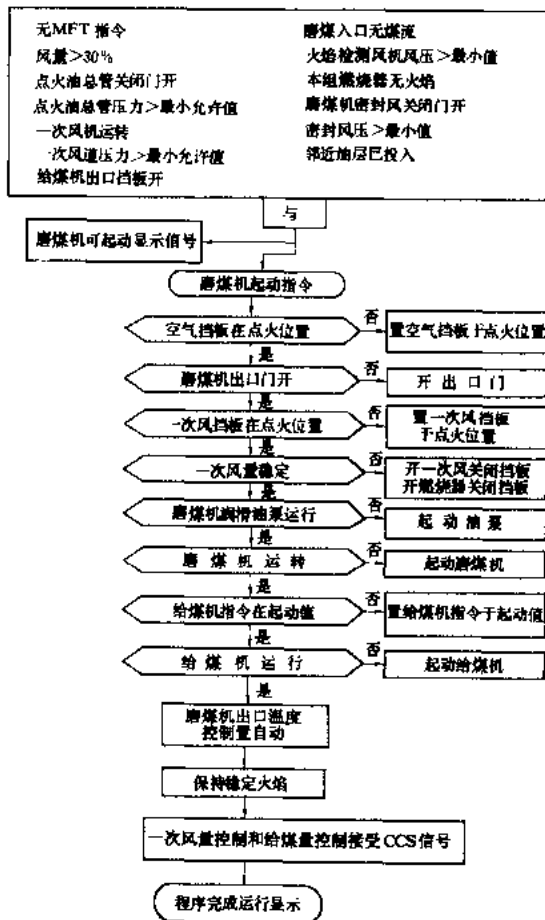 无MFT指令
风量>30%
点火油总管关闭门开
点火油总管压力>最小允许值
一次风机运转
一次风道压力>最小允许值
给煤机出口挡板开
磨煤入口无煤流
火焰检测风机风压>最小值
本组燃烧器无火焰
磨煤机密封风关闭门开
密封风压>最小值
邻近油层已投入
与
磨煤机可起动显示信号
磨煤机起动指令
空气挡板在点火位置
否
置空气挡板于点火位置
是
磨煤机出口门开
否
开出口门
是
一次风挡板在点火位置
否
置一次风挡板
于点火位置
是
一次风量稳定
否
开一次风关闭挡板
开燃烧器关闭挡板
是
磨煤机润滑油泵运行
否
起动油泵
是
磨煤机运转
否
起动磨煤机
是
给煤机指令在起动值
否
置给煤机指令于起动值
是
给煤机运行
否
起动给煤机
是
磨煤机出口温度
控制置自动
保持稳定火焰
一次风量控制和给煤量控制接受CCS信号
程序完成运行显示